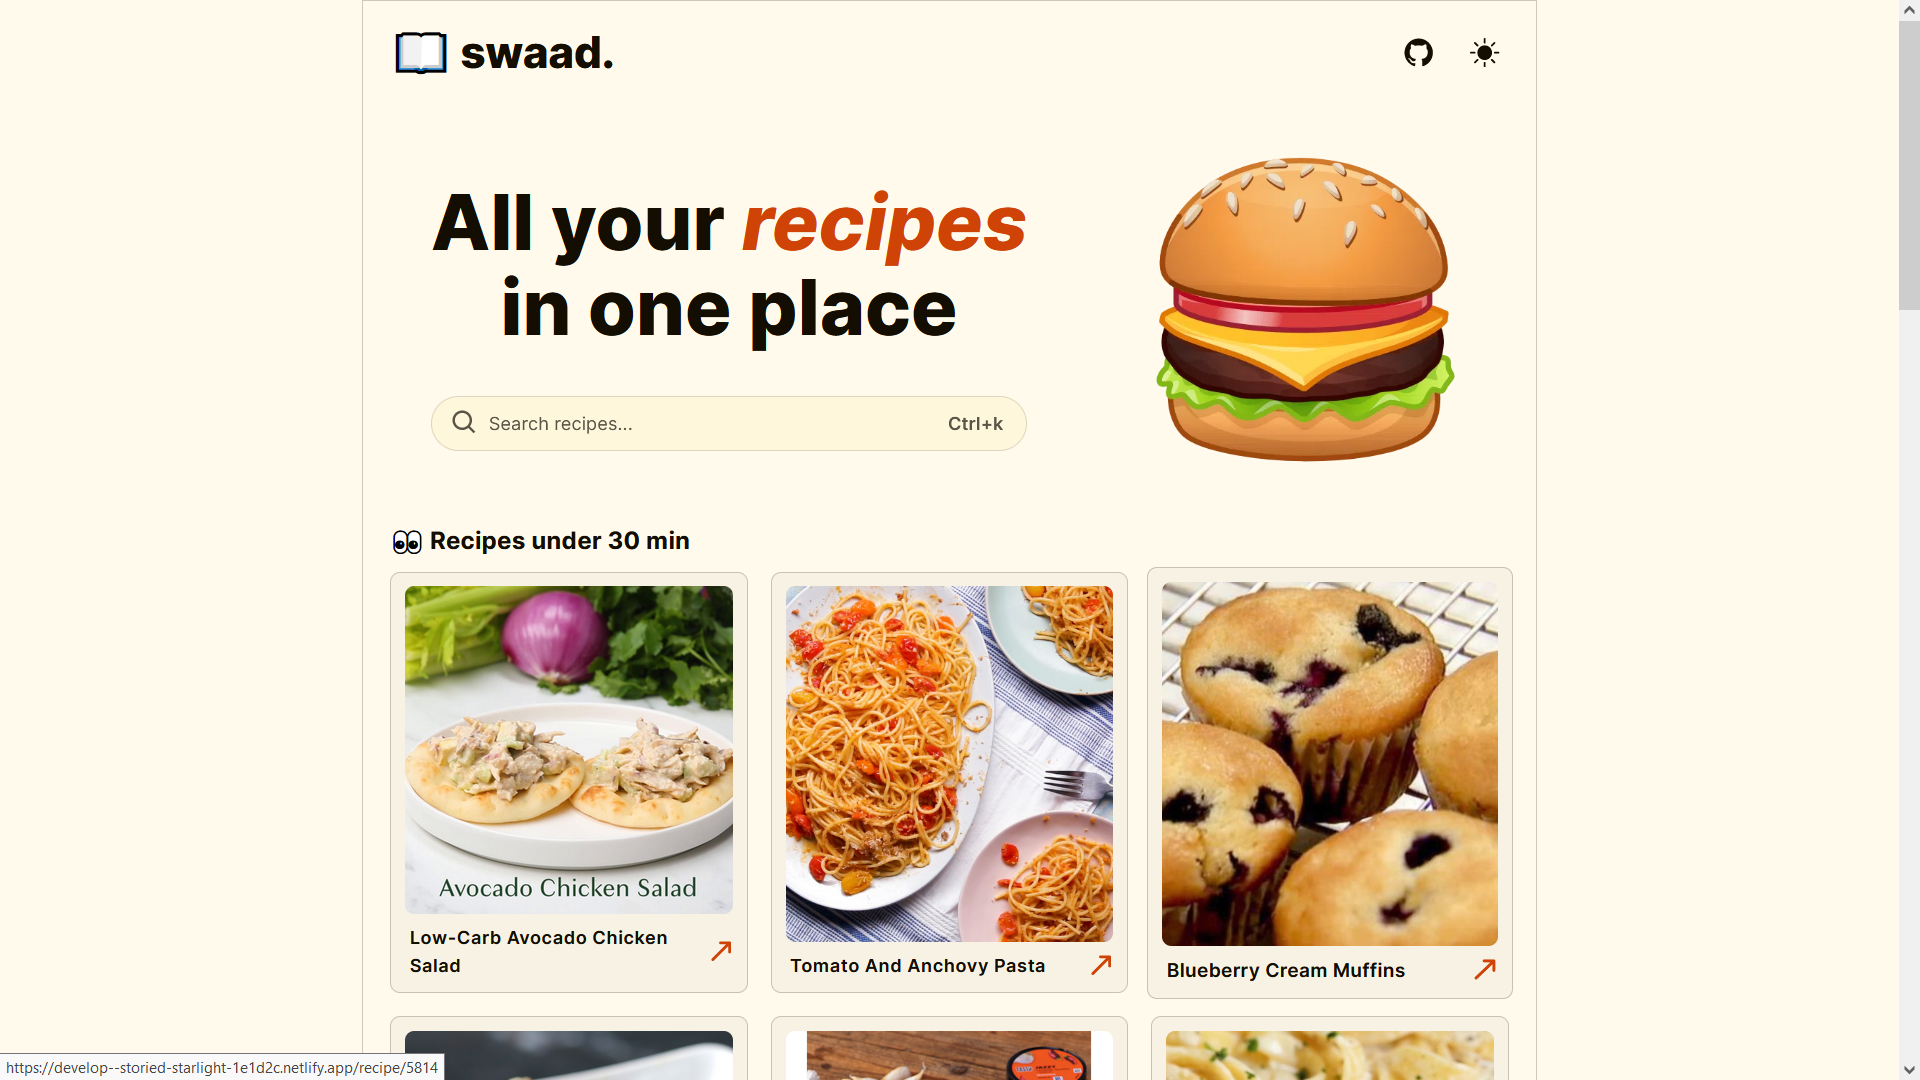 swaad.
All your recipes
in one place
Search recipes...
Ctrl+k
Recipes under 30 min
Avocado Chicken Salad
Low-Carb Avocado Chicken
Salad
Tomato And Anchovy Pasta
Blueberry Cream Muffins
https://develop--storied-starlight-1e1d2c.netlify.app/recipe/5814